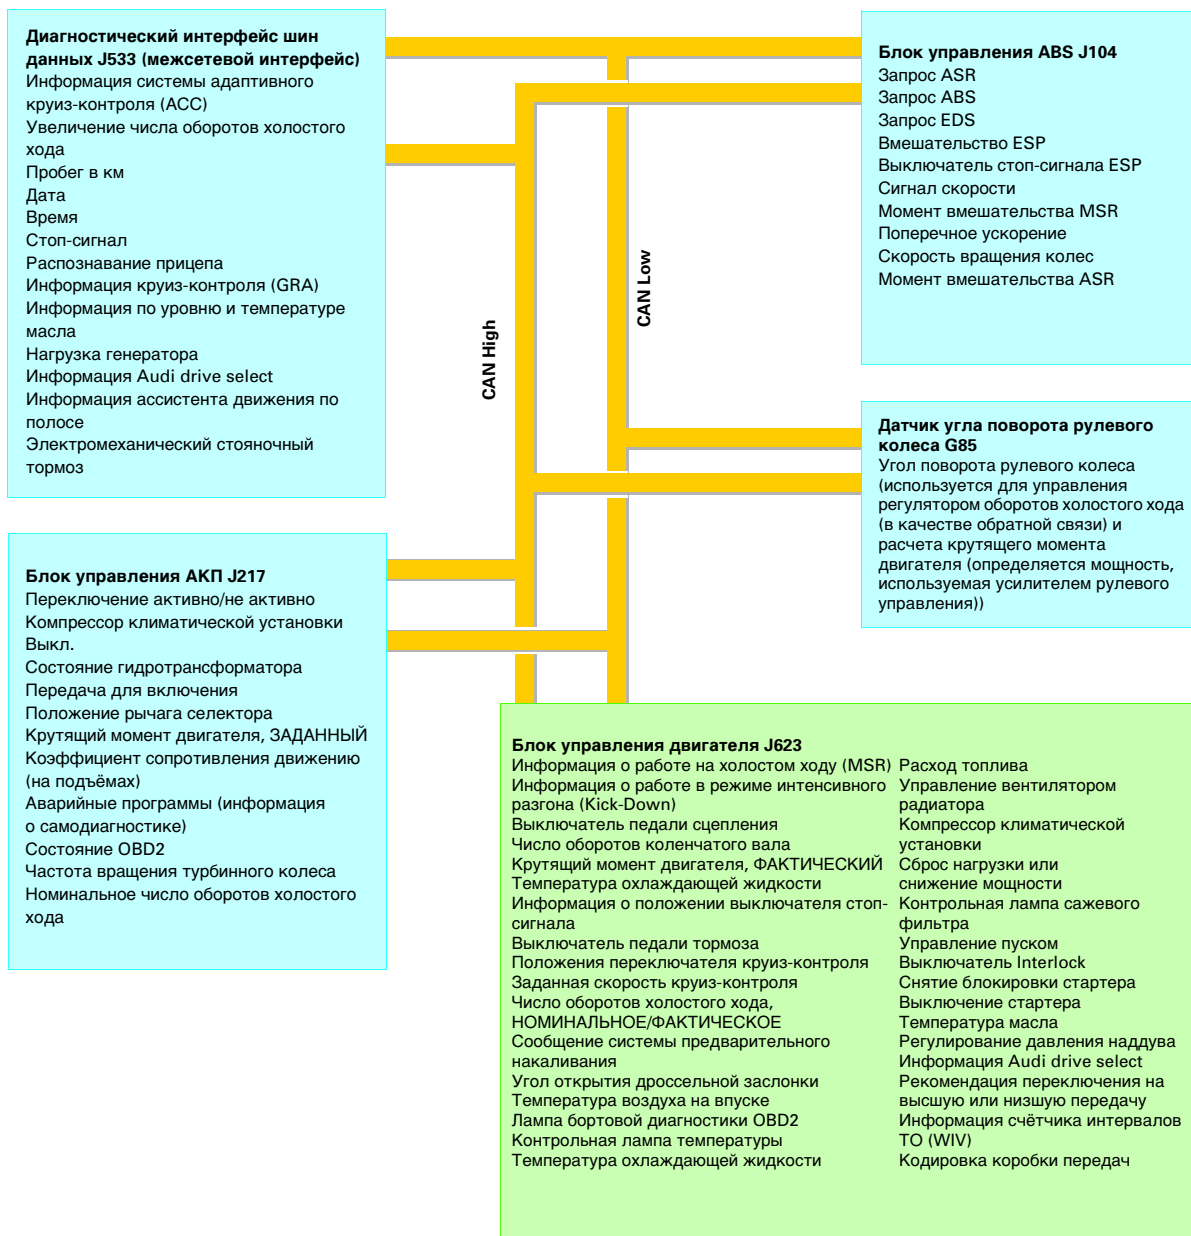 Диагностический интерфейс шин
данных J533 (межсетевой интерфейс)
Информация системы адаптивного
круиз-контроля (ACC)
Увеличение числа оборотов холостого
хода
Пробег в км
Дата
Время
Стоп-сигнал
Распознавание прицепа
Информация круиз-контроля (GRA)
Информация по уровню и температуре
масла
Нагрузка генератора
Информация Audi drive select
Информация ассистента движения по
полосе
Электромеханический стояночный
тормоз
Блок управления ABS J104
Запрос ASR
Запрос ABS
Запрос EDS
Вмешательство ESP
Выключатель стоп-сигнала ESP
Сигнал скорости
Момент вмешательства MSR
Поперечное ускорение
Скорость вращения колес
Момент вмешательства ASR
CAN High
CAN Low
Датчик угла поворота рулевого
колеса G85
Угол поворота рулевого колеса
(используется для управления
регулятором оборотов холостого хода
(в качестве обратной связи) и
расчета крутящего момента
двигателя (определяется мощность,
используемая усилителем рулевого
управления))
Блок управления АКП J217
Переключение активно/не активно
Компрессор климатической установки
Выкл.
Состояние гидротрансформатора
Передача для включения
Положение рычага селектора
Крутящий момент двигателя, ЗАДАННЫЙ
Коэффициент сопротивления движению
(на подъёмах)
Аварийные программы (информация
о самодиагностике)
Состояние OBD2
Частота вращения турбинного колеса
Номинальное число оборотов холостого
хода
Блок управления двигателя J623
Информация о работе на холостом ходу (MSR)
Информация о работе в режиме интенсивного
разгона (Kick-Down)
Выключатель педали сцепления
Число оборотов коленчатого вала
Крутящий момент двигателя, ФАКТИЧЕСКИЙ
Температура охлаждающей жидкости
Информация о положении выключателя стоп-
сигнала
Выключатель педали тормоза
Положения переключателя круиз-контроля
Заданная скорость круиз-контроля
Число оборотов холостого хода,
НОМИНАЛЬНОЕ/ФАКТИЧЕСКОЕ
Сообщение системы предварительного
накаливания
Угол открытия дроссельной заслонки
Температура воздуха на впуске
Лампа бортовой диагностики OBD2
Контрольная лампа температуры
Температура охлаждающей жидкости
Расход топлива
Управление вентилятором
радиатора
Компрессор климатической
установки
Сброс нагрузки или
снижение мощности
Контрольная лампа сажевого
фильтра
Управление пуском
Выключатель Interlock
Снятие блокировки стартера
Выключение стартера
Температура масла
Регулирование давления наддува
Информация Audi drive select
Рекомендация переключения на
высшую или низшую передачу
Информация счётчика интервалов
ТО (WIV)
Кодировка коробки передач